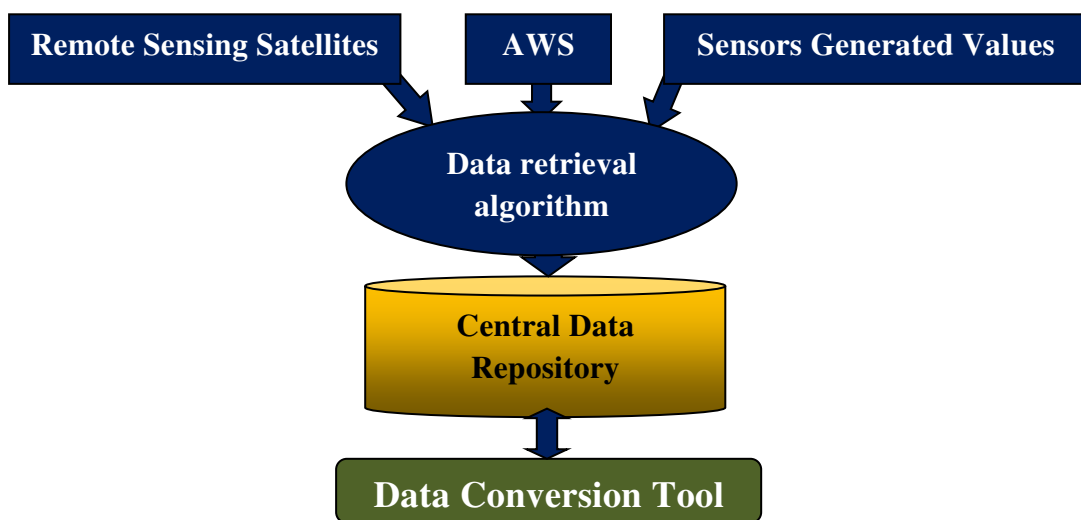 Remote Sensing Satellites
AWS
Sensors Generated Values
Data retrieval
algorithm
Central Data
Repository
Data Conversion Tool